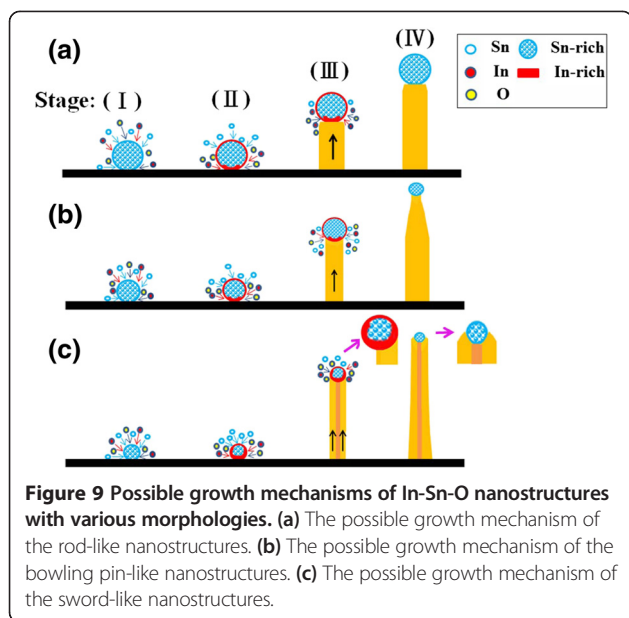 (a)
(IV)
Sn Sn-rich
In In-rich
O
(III)
Stage: (I) (II)
(b)
(c)
Figure 9 Possible growth mechanisms of In-Sn-O nanostructures
with various morphologies. (a) The possible growth mechanism of
the rod-like nanostructures. (b) The possible growth mechanism of the
bowling pin-like nanostructures. (c) The possible growth mechanism of
the sword-like nanostructures.